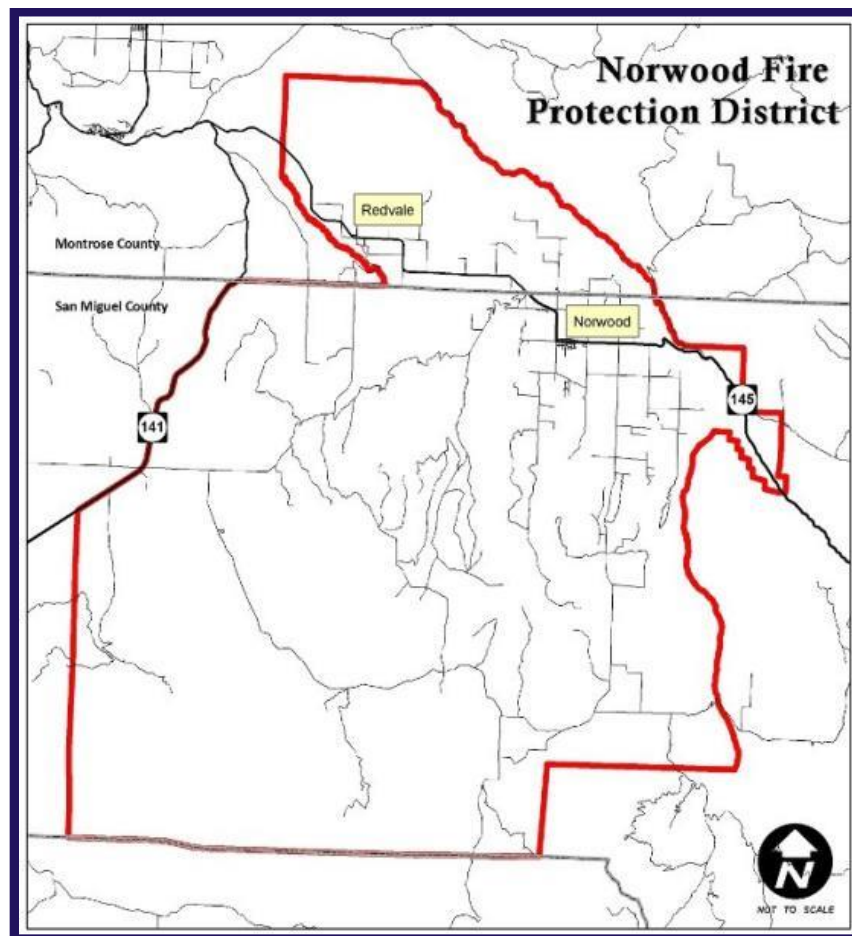 Norwood Fire
Protection District
Redvale
Montrose County
San Miguel County
Norwood
145
141
N
NOT TO SCALE